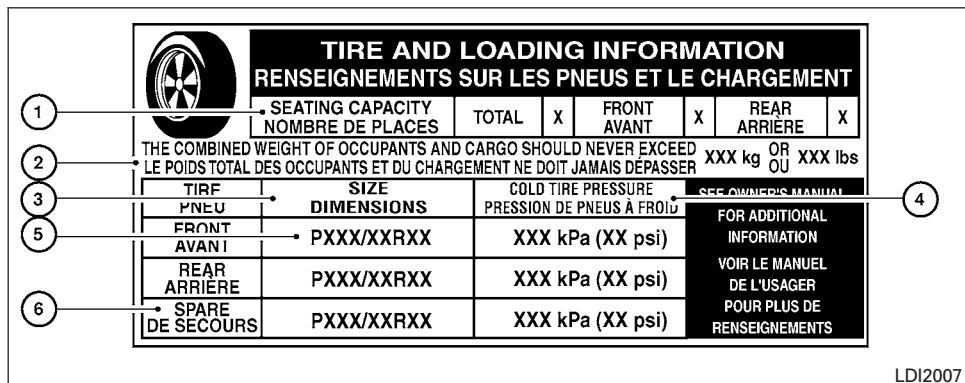 TIRE AND LOADING INFORMATION
RENSEIGNEMENTS SUR LES PNEUS ET LE CHARGEMENT
1
SEATING CAPACITY
NOMBRE DE PLACES
TOTAL X
FRONT
AVANT
X
REAR
ARRIÈRE
X
2
THE COMBINED WEIGHT OF OCCUPANTS AND CARGO SHOULD NEVER EXCEED
LE POIDS TOTAL DES OCCUPANTS ET DU CHARGEMENT NE DOIT JAMAIS DÉPASSER
XXX kg OR
OU XXX lbs
3
TIRE
PNEU
SIZE
DIMENSIONS
COLD TIRE PRESSURE
PRESSION DE PNEUS À FROID
4
5
FRONT
AVANT
PXXX/XXRXX
XXX kPa (XX psi)
REAR
ARRIÈRE
PXXX/XXRXX
XXX kPa (XX psi)
6
SPARE
DE SECOURS
PXXX/XXRXX
XXX kPa (XX psi)
SEE OWNER'S MANUAL
FOR ADDITIONAL
INFORMATION
VOIR LE MANUEL
DE L'USAGER
POUR PLUS DE
RENSEIGNEMENTS
LDI2007